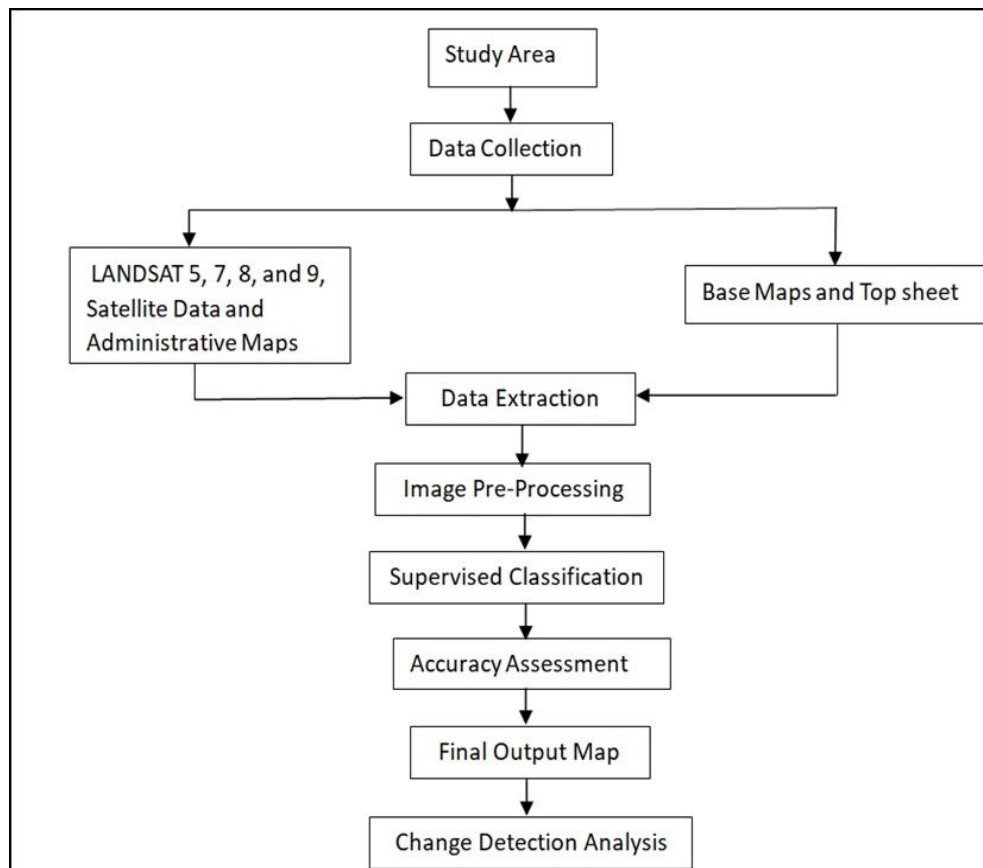 Study Area
Data Collection
LANDSAT 5, 7, 8, and 9,
Satellite Data and
Administrative Maps
Base Maps and Top sheet
Data Extraction
Image Pre-Processing
Supervised Classification
Accuracy Assessment
Final Output Map
Change Detection Analysis